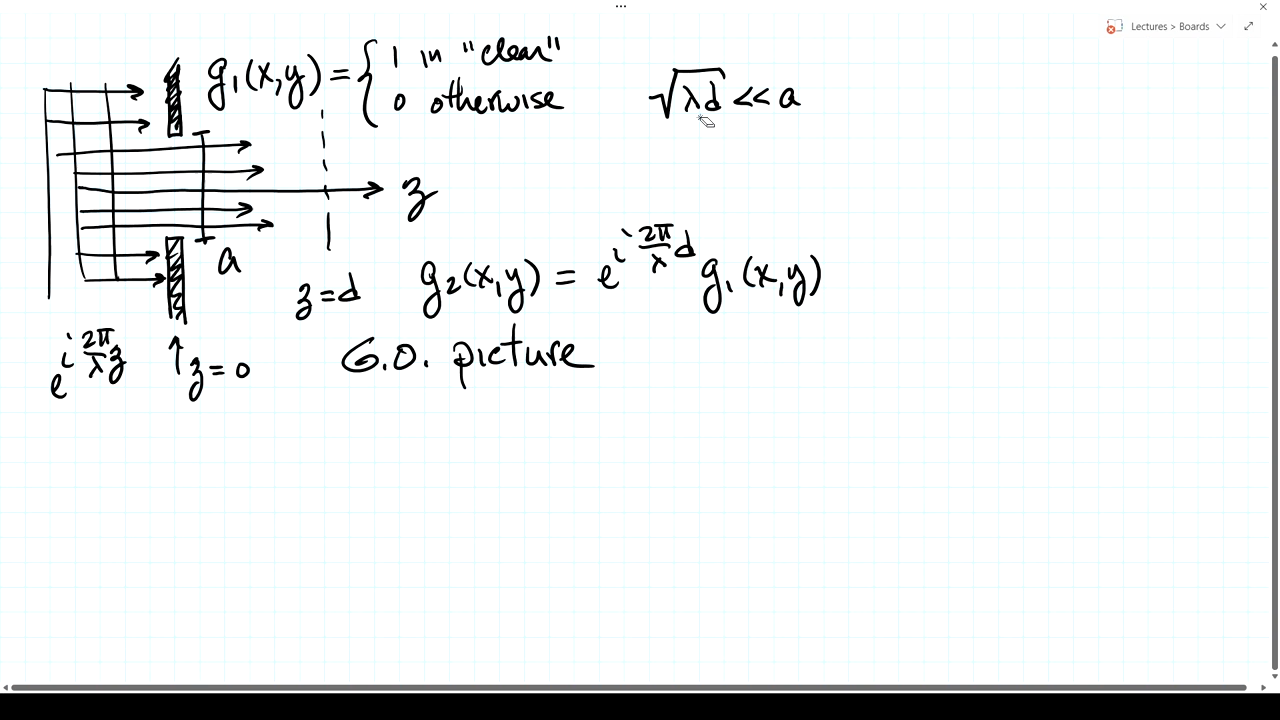 ...
Lectures > Boards
g₁(x,y) = { 1 in "clear"
0 otherwise
√λd << a
z
a
z = d
g₂(x,y) = e^{i 2π/λ d} g₁(x,y)
e^{i 2π/λ z}
↑ z = 0
G.O. picture